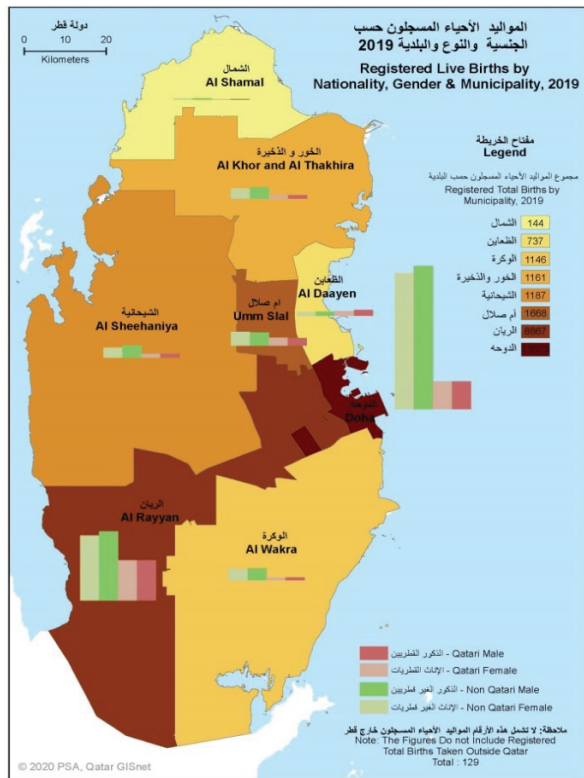 دولة قطر
0 10 20
Kilometers
المواليد الأحياء المسجلون حسب
الجنسية والنوع والبلدية 2019
Registered Live Births by
Nationality, Gender & Municipality, 2019
مفتاح الخريطة
Legend
مجموع المواليد الأحياء المسجلون حسب البلدية
Registered Total Births by
Municipality, 2019
الشمال 144
الظعاين 737
الوكرة 1146
الخور والذخيرة 1161
الشيحانية 1187
أم صلال 1668
الريان 6667
الدوحه
الشمال
Al Shamal
الخور و الذخيرة
Al Khor and Al Thakhira
الظعاين
Al Daayen
ام صلال
Umm Slal
الشيحانية
Al Sheehaniya
الدوحة
Doha
الريان
Al Rayyan
الوكرة
Al Wakra
الذكور القطريين - Qatari Male
الإناث القطريات - Qatari Female
الذكور الغير قطريين - Non Qatari Male
الإناث الغير قطريات - Non Qatari Female
ملاحظة: لا تشمل هذه الأرقام المواليد الأحياء المسجلون خارج قطر
Note: The Figures Do not Include Registered
Total Births Taken Outside Qatar
Total : 129
© 2020 PSA, Qatar GISnet